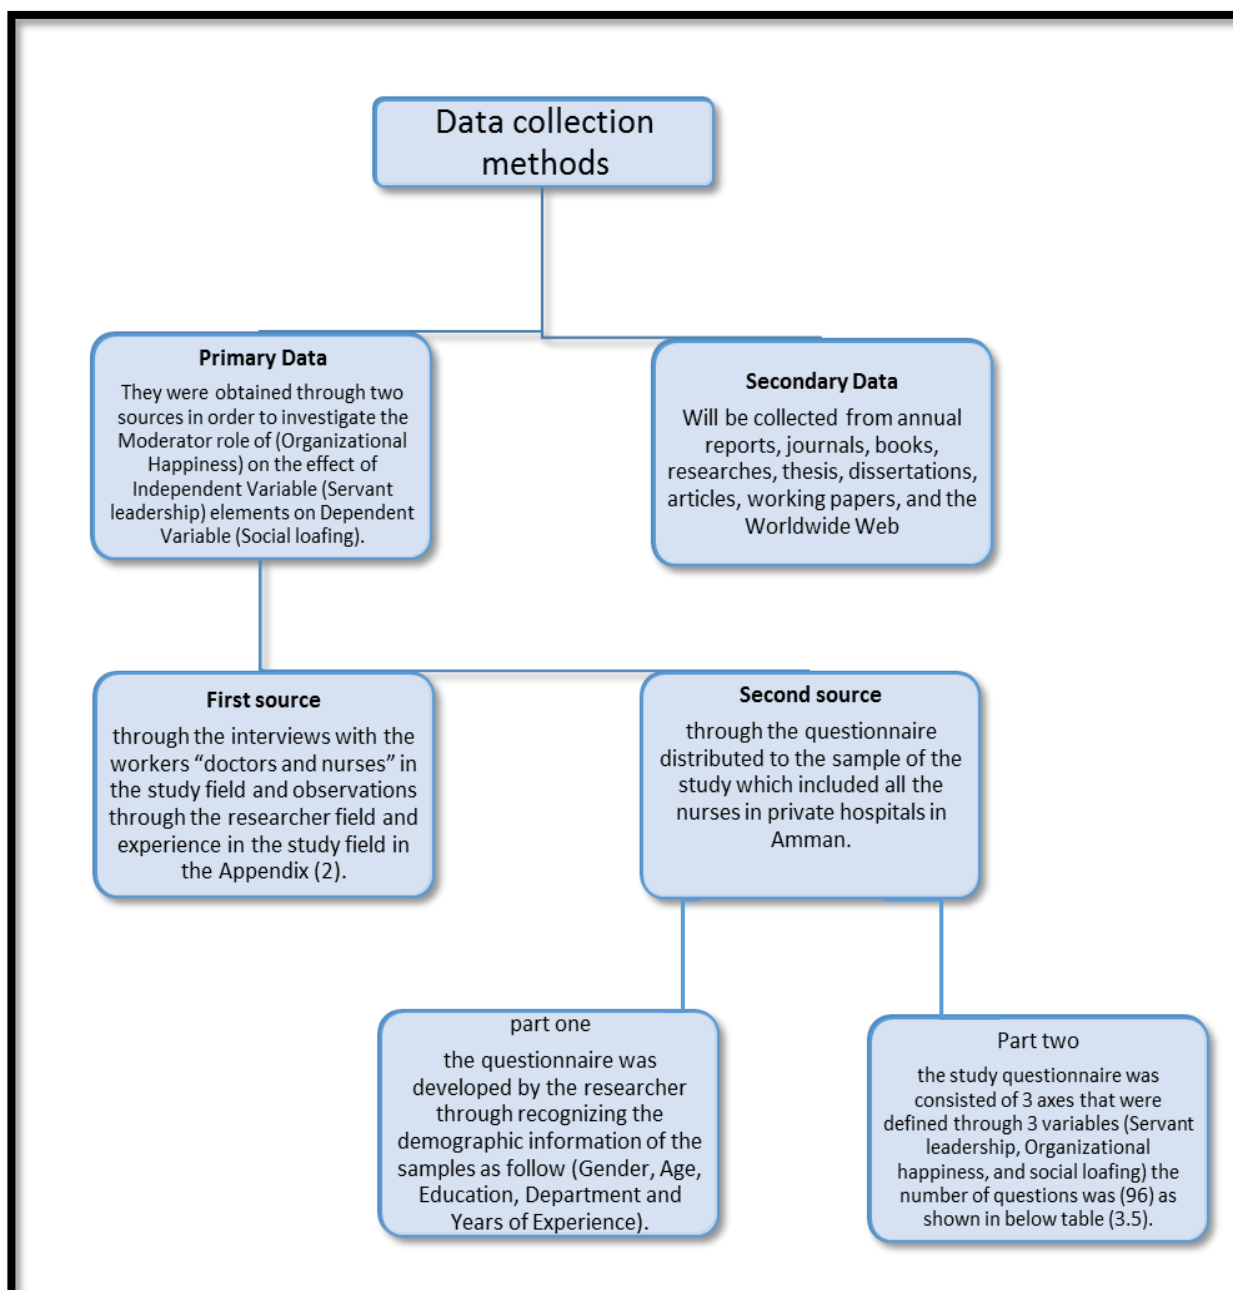 Data collection
methods
Primary Data
They were obtained through two
sources in order to investigate the
Moderator role of (Organizational
Happiness) on the effect of
Independent Variable (Servant
leadership) elements on Dependent
Variable (Social loafing).
Secondary Data
Will be collected from annual
reports, journals, books,
researches, thesis, dissertations,
articles, working papers, and the
Worldwide Web
First source
through the interviews with the
workers “doctors and nurses” in
the study field and observations
through the researcher field and
experience in the study field in
the Appendix (2).
Second source
through the questionnaire
distributed to the sample of the
study which included all the
nurses in private hospitals in
Amman.
part one
the questionnaire was
developed by the researcher
through recognizing the
demographic information of the
samples as follow (Gender, Age,
Education, Department and
Years of Experience).
Part two
the study questionnaire was
consisted of 3 axes that were
defined through 3 variables (Servant
leadership, Organizational
happiness, and social loafing) the
number of questions was (96) as
shown in below table (3.5).